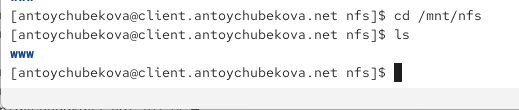 [antoychubekova@client.antoychubekova.net nfs]$ cd /mnt/nfs
[antoychubekova@client.antoychubekova.net nfs]$ ls
www
[antoychubekova@client.antoychubekova.net nfs]$